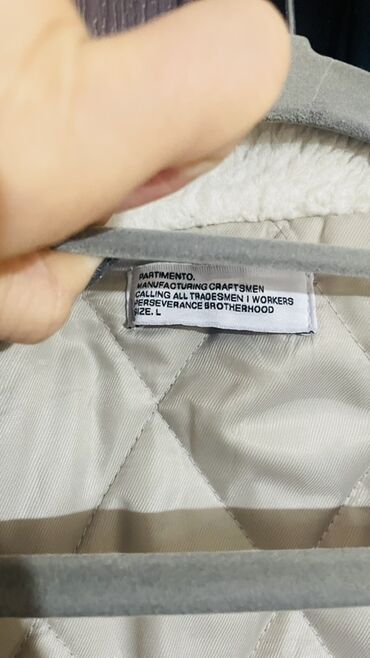 PARTIMENTO.
MANUFACTURING CRAFTSMEN
CALLING ALL TRADESMEN I WORKERS
PERSEVERANCE BROTHERHOOD
SIZE. L